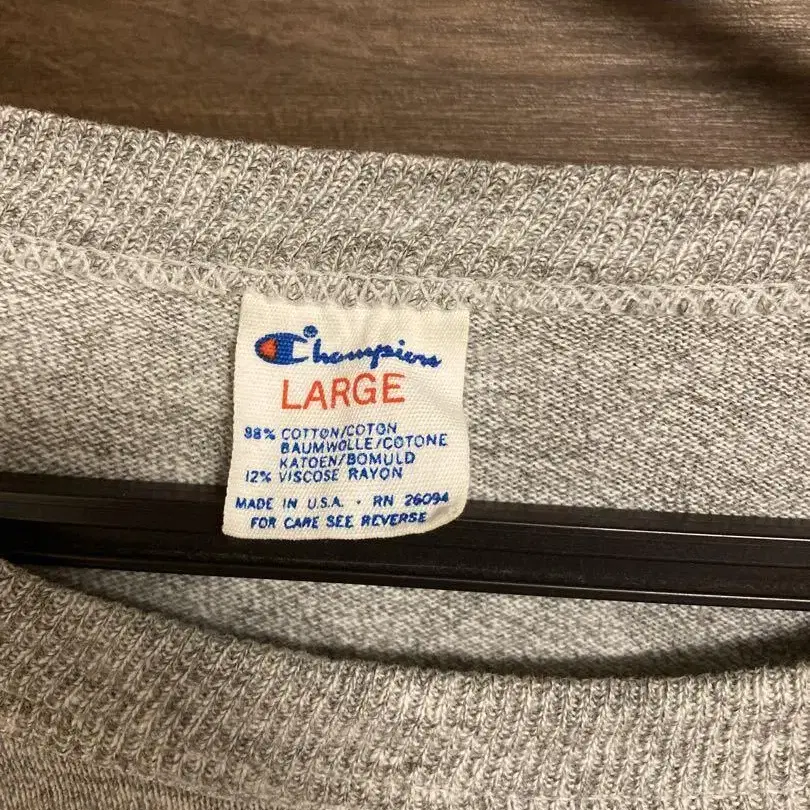 Champion
LARGE
88% COTTON/COTON
BAUMWOLLE/COTONE
KATOEN/BOMULD
12% VISCOSE RAYON
MADE IN U.S.A. · RN 26094
FOR CARE SEE REVERSE